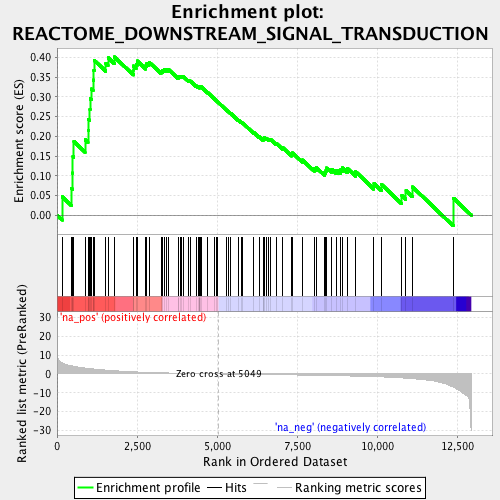 Enrichment plot:
REACTOME_DOWNSTREAM_SIGNAL_TRANSDUCTION
Enrichment score (ES)
0.40
0.35
0.30
0.25
0.20
0.15
0.10
0.05
0.00
'na_pos' (positively correlated)
Ranked list metric (PreRanked)
30
20
10
0
-10
-20
-30
Zero cross at 5049
'na_neg' (negatively correlated)
0
2,500
5,000
7,500
10,000
12,500
Rank in Ordered Dataset
Enrichment profile
Hits
Ranking metric scores